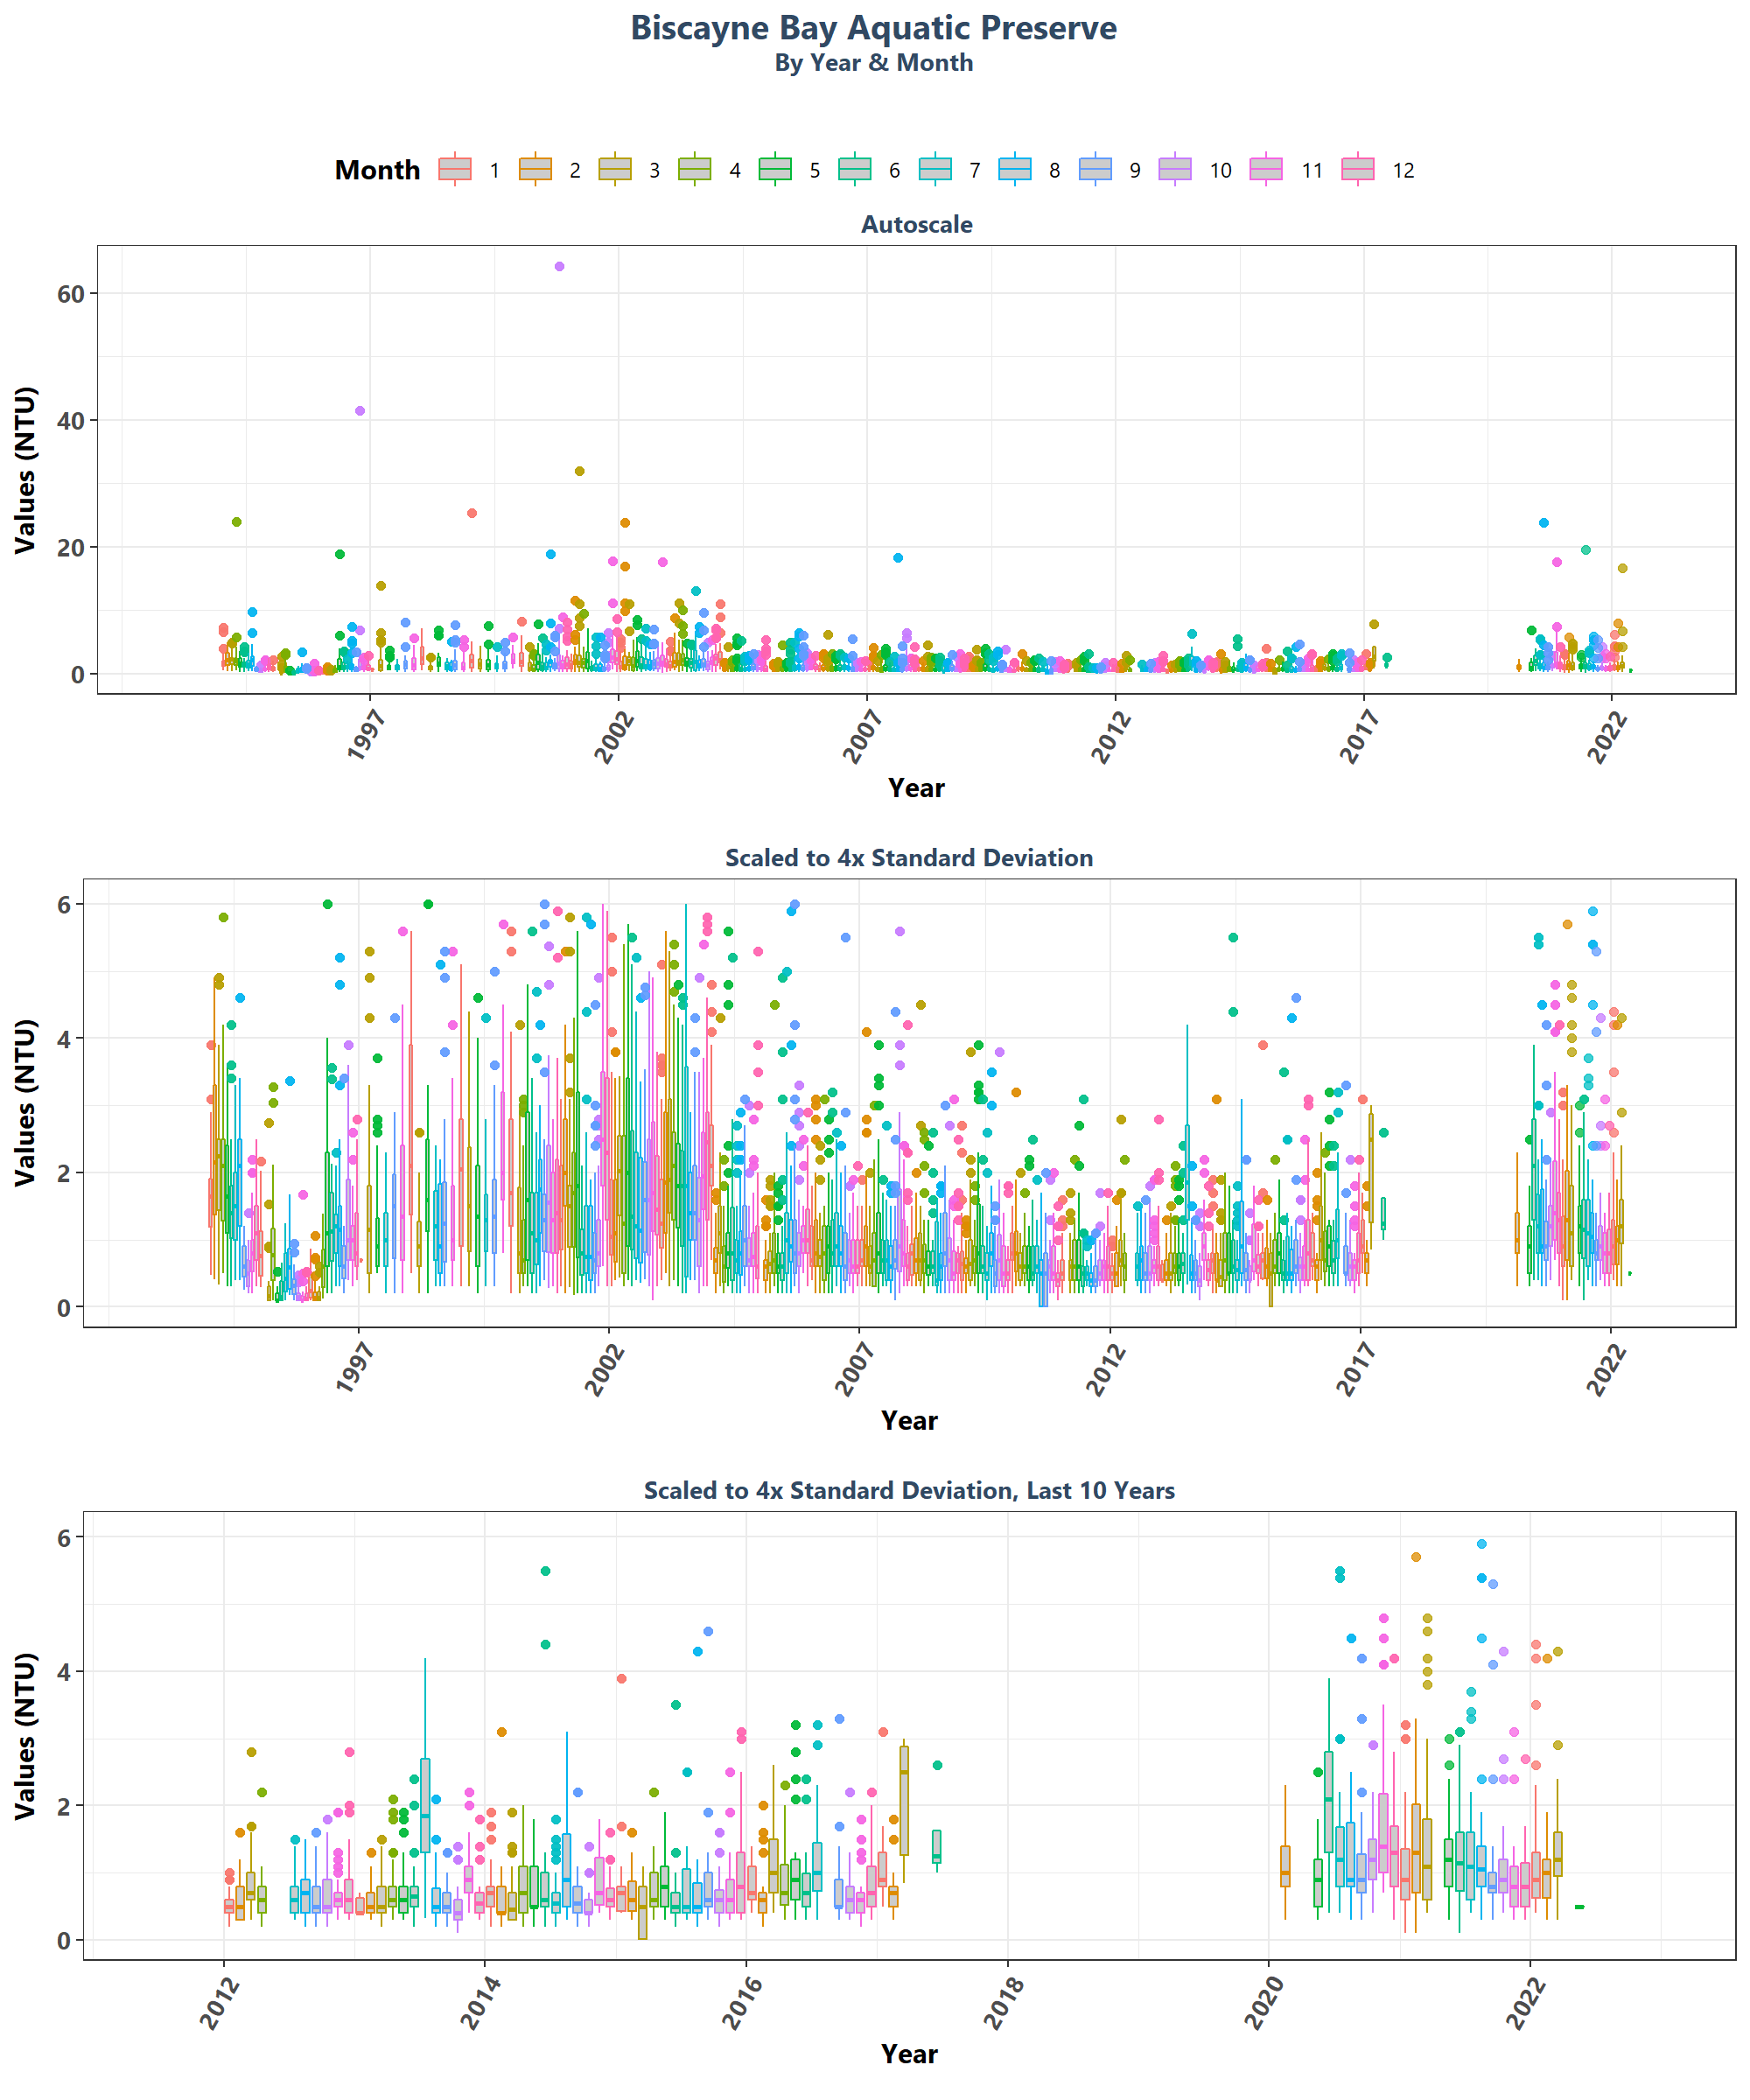 Biscayne Bay Aquatic Preserve
By Year & Month
Month 1 2 3 4 5 6 7 8 9 10 11 12
Autoscale
Values (NTU)
60
40
20
0
1997 2002 2007 2012 2017 2022
Year
Scaled to 4x Standard Deviation
Values (NTU)
6
4
2
0
1997 2002 2007 2012 2017 2022
Year
Scaled to 4x Standard Deviation, Last 10 Years
Values (NTU)
6
4
2
0
2012 2014 2016 2018 2020 2022
Year